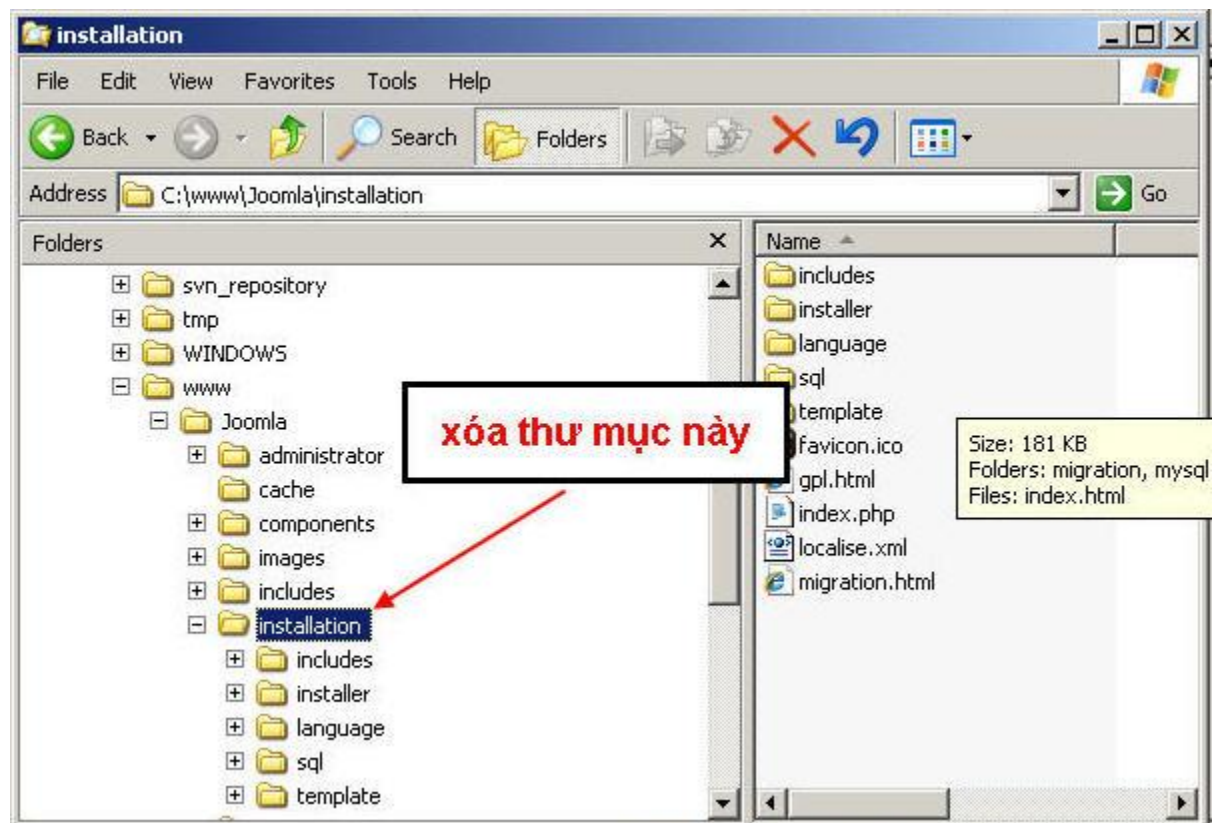 installation
File Edit View Favorites Tools Help
Back Search Folders
Address C:\www\Joomla\installation Go
Folders
svn_repository
tmp
WINDOWS
www
Joomla
administrator
cache
components
images
includes
installation
includes
installer
language
sql
template
xóa thư mục này
Name
includes
installer
language
sql
template
favicon.ico
gpl.html
index.php
localise.xml
migration.html
Size: 181 KB
Folders: migration, mysql
Files: index.html